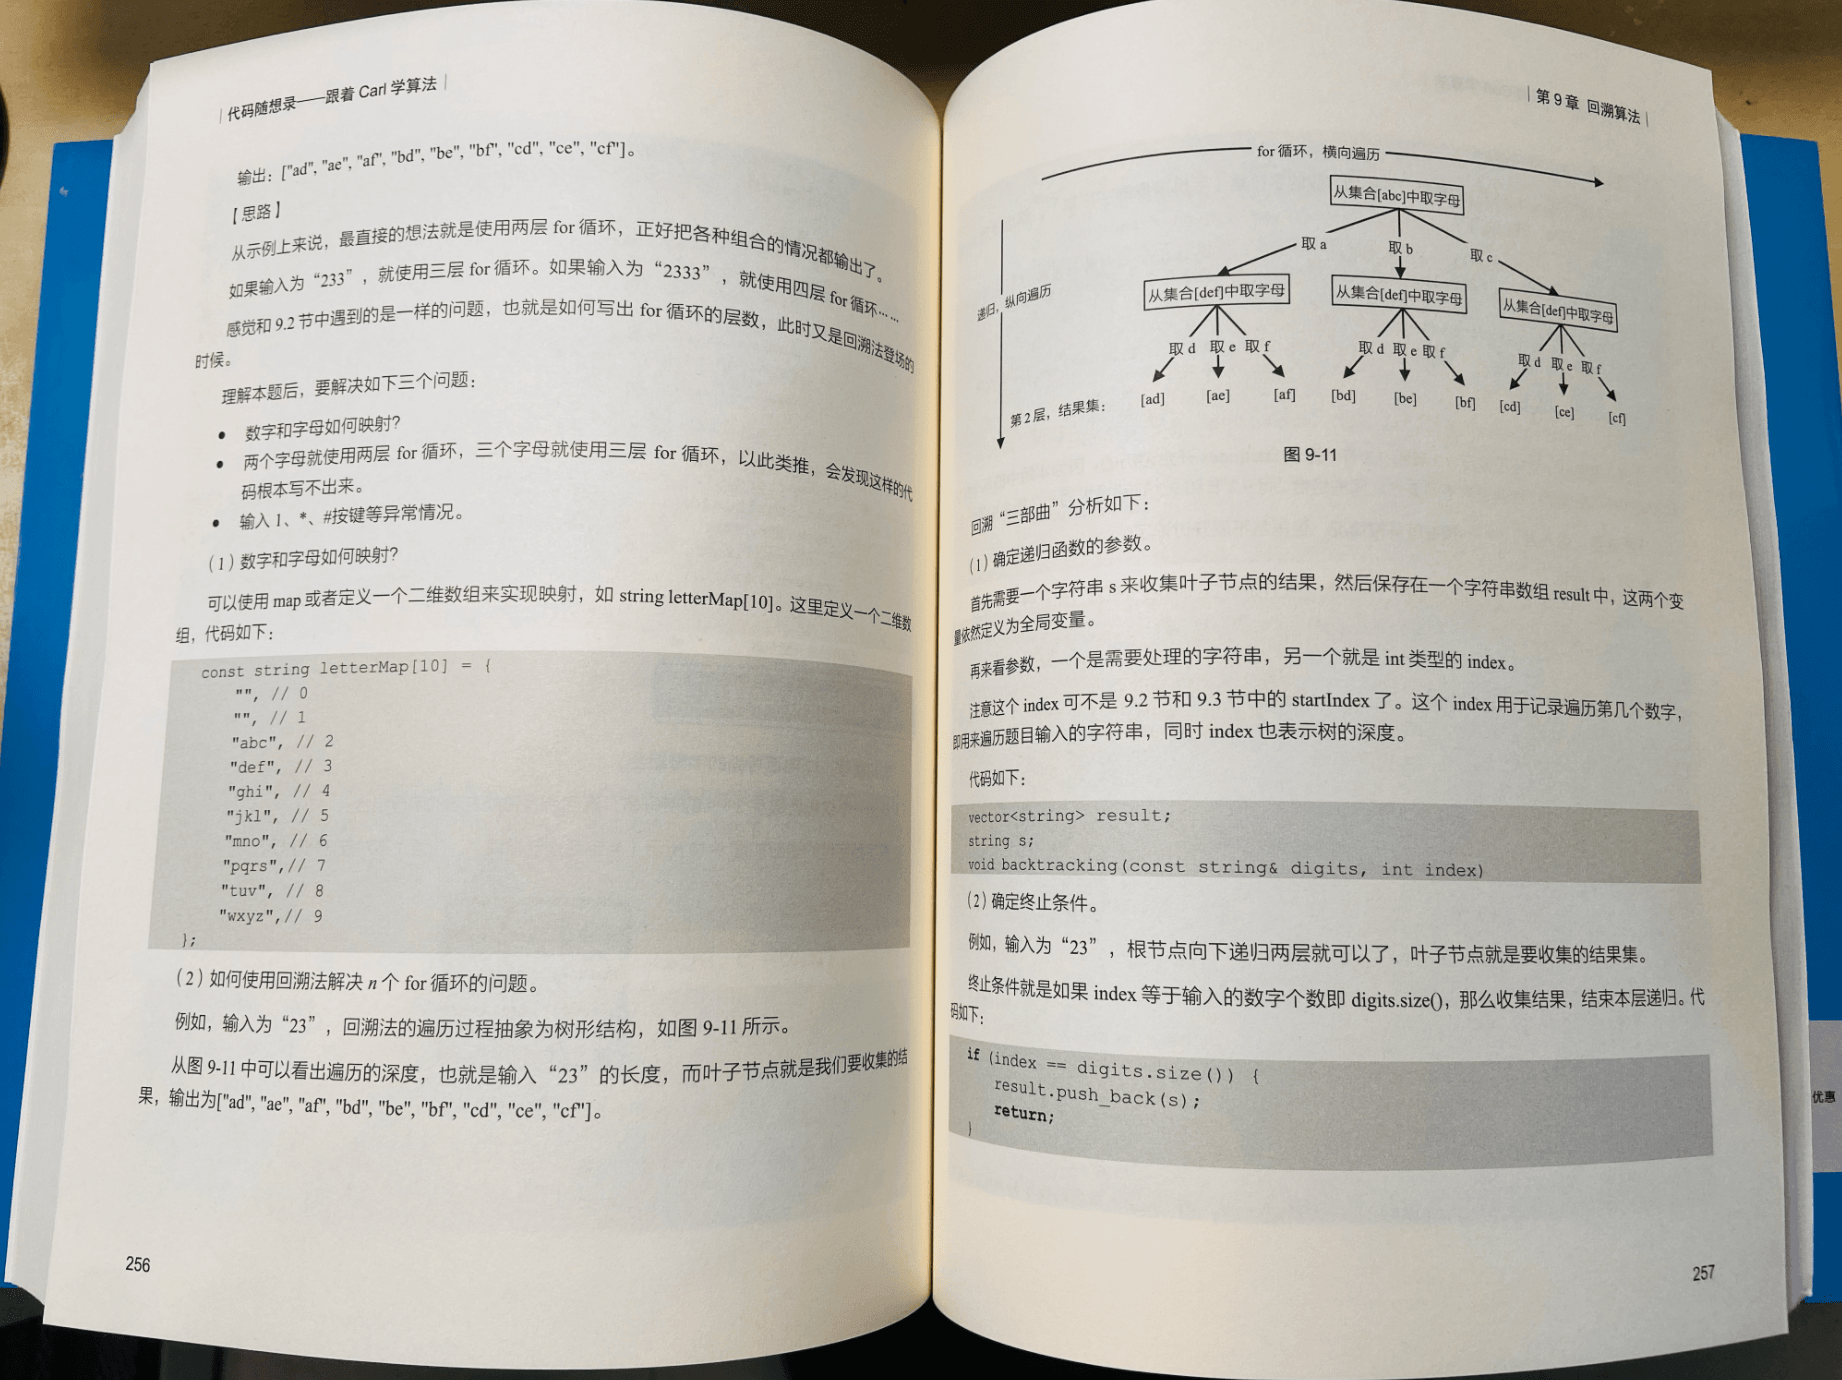 代码随想录——跟着 Carl 学算法
输出：["ad", "ae", "af", "bd", "be", "bf", "cd", "ce", "cf"]。
【思路】
从示例上来说，最直接的想法就是使用两层 for 循环，正好把各种组合的情况都输出了。
如果输入为“233”，就使用三层 for 循环。如果输入为“2333”，就使用四层 for 循环……
感觉和 9.2 节中遇到的是一样的问题，也就是如何写出 for 循环的层数，此时又是回溯法登场的
时候。
理解本题后，要解决如下三个问题：
● 数字和字母如何映射？
● 两个字母就使用两层 for 循环，三个字母就使用三层 for 循环，以此类推，会发现这样的代
码根本写不出来。
● 输入 1、*、#按键等异常情况。
（1）数字和字母如何映射？
可以使用 map 或者定义一个二维数组来实现映射，如 string letterMap[10]。这里定义一个二维数
组，代码如下：
const string letterMap[10] = {
"", // 0
"", // 1
"abc", // 2
"def", // 3
"ghi", // 4
"jkl", // 5
"mno", // 6
"pqrs",// 7
"tuv", // 8
"wxyz",// 9
};
（2）如何使用回溯法解决 n 个 for 循环的问题。
例如，输入为“23”，回溯法的遍历过程抽象为树形结构，如图 9-11 所示。
从图 9-11 中可以看出遍历的深度，也就是输入“23”的长度，而叶子节点就是我们要收集的结
果，输出为["ad", "ae", "af", "bd", "be", "bf", "cd", "ce", "cf"]。
256
第 9 章 回溯算法
for 循环，横向遍历
从集合[abc]中取字母
取 a 取 b 取 c
递归，纵向遍历
从集合[def]中取字母 从集合[def]中取字母 从集合[def]中取字母
取 d 取 e 取 f 取 d 取 e 取 f 取 d 取 e 取 f
第 2 层，结果集： [ad] [ae] [af] [bd] [be] [bf] [cd] [ce] [cf]
图 9-11
回溯“三部曲”分析如下：
（1）确定递归函数的参数。
首先需要一个字符串 s 来收集叶子节点的结果，然后保存在一个字符串数组 result 中，这两个变
量依然定义为全局变量。
再来看参数，一个是需要处理的字符串，另一个就是 int 类型的 index。
注意这个 index 可不是 9.2 节和 9.3 节中的 startIndex 了。这个 index 用于记录遍历第几个数字，
即用来遍历题目输入的字符串，同时 index 也表示树的深度。
代码如下：
vector<string> result;
string s;
void backtracking(const string& digits, int index)
（2）确定终止条件。
例如，输入为“23”，根节点向下递归两层就可以了，叶子节点就是要收集的结果集。
终止条件就是如果 index 等于输入的数字个数即 digits.size()，那么收集结果，结束本层递归。代
码如下：
if (index == digits.size()) {
result.push_back(s);
return;
}
257
优惠